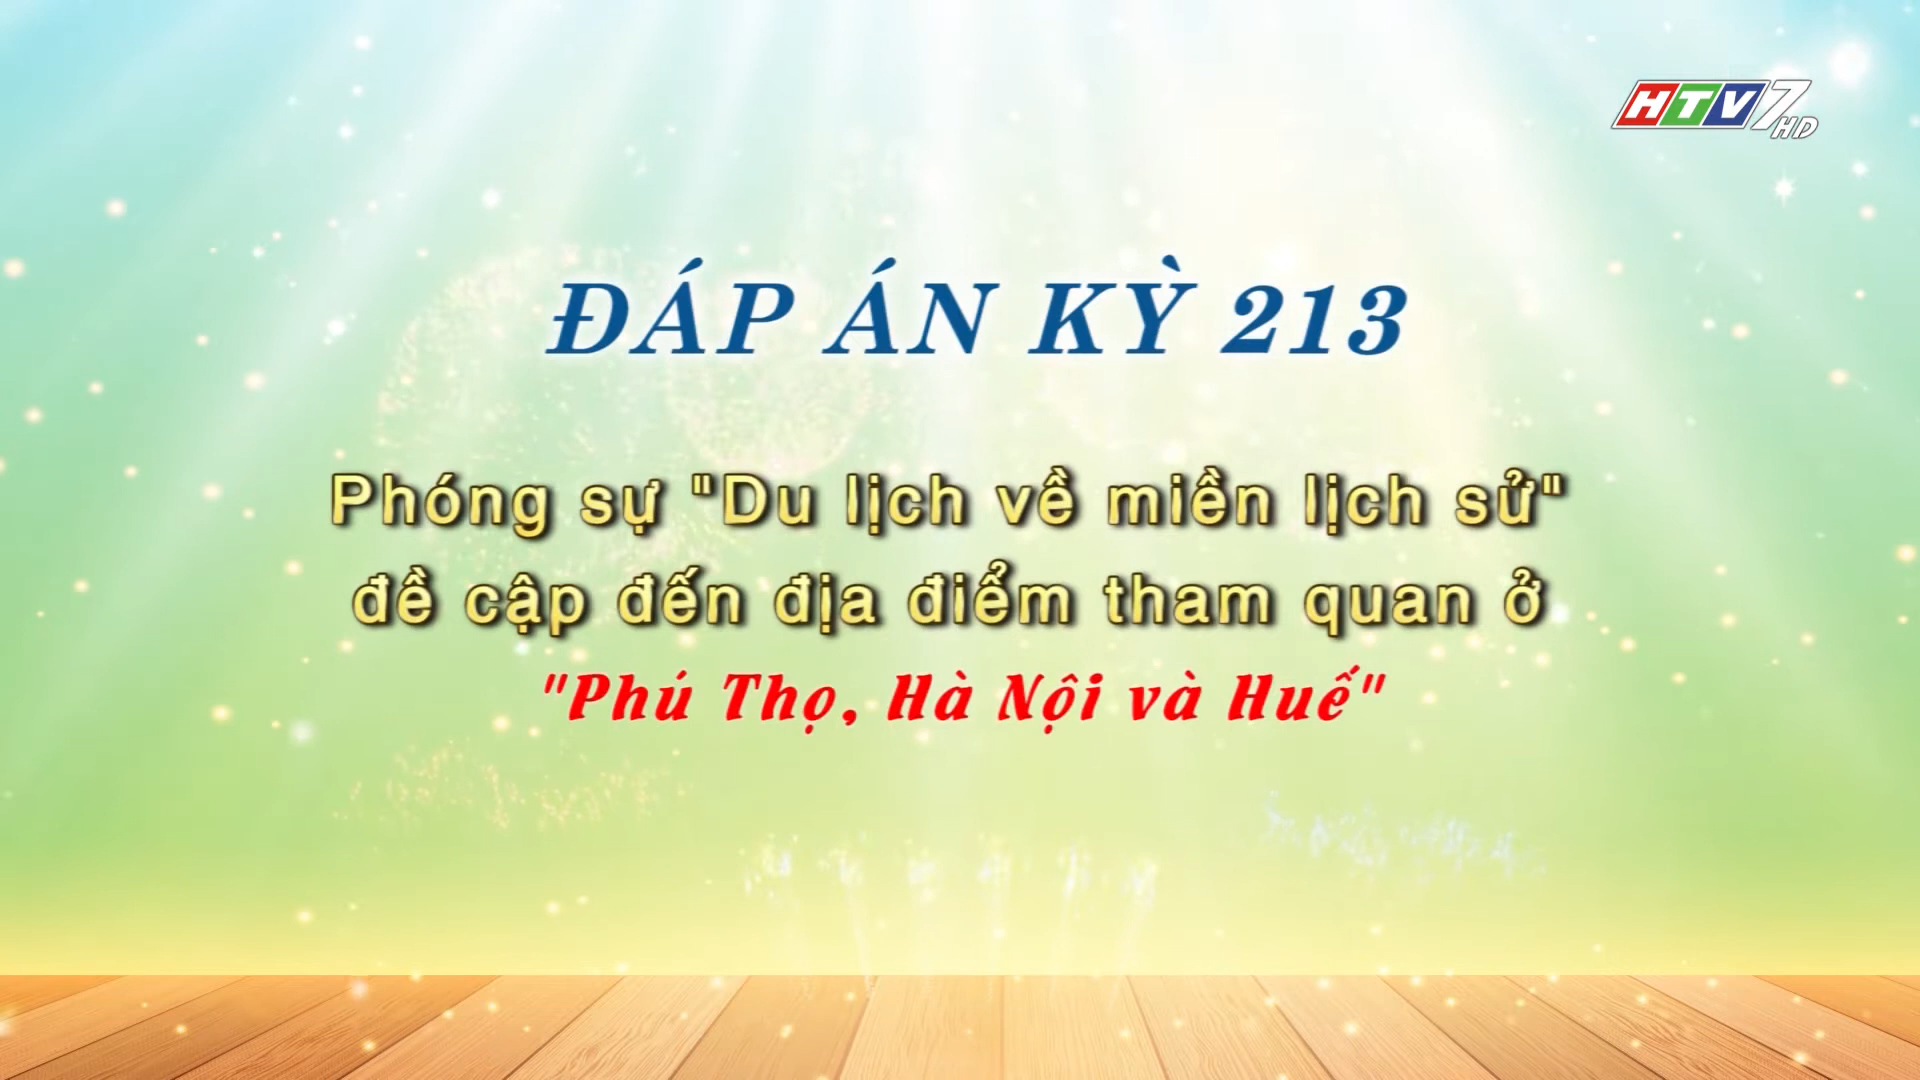 HTV7 HD
ĐÁP ÁN KỲ 213
Phóng sự "Du lịch về miền lịch sử"
đề cập đến địa điểm tham quan ở
"Phú Thọ, Hà Nội và Huế"